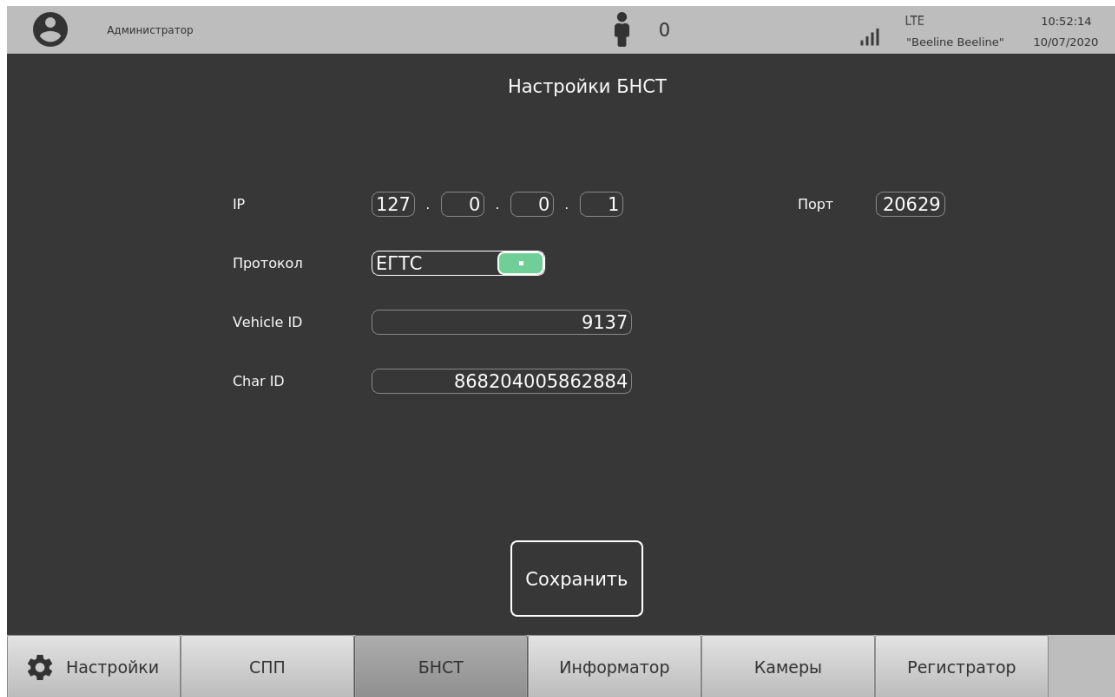 Администратор
0
LTE
10:52:14
"Beeline Beeline"
10/07/2020
Настройки БНСТ
IP
127 . 0 . 0 . 1
Порт
20629
Протокол
ЕГТС
Vehicle ID
9137
Char ID
868204005862884
Сохранить
Настройки
СПП
БНСТ
Информатор
Камеры
Регистратор